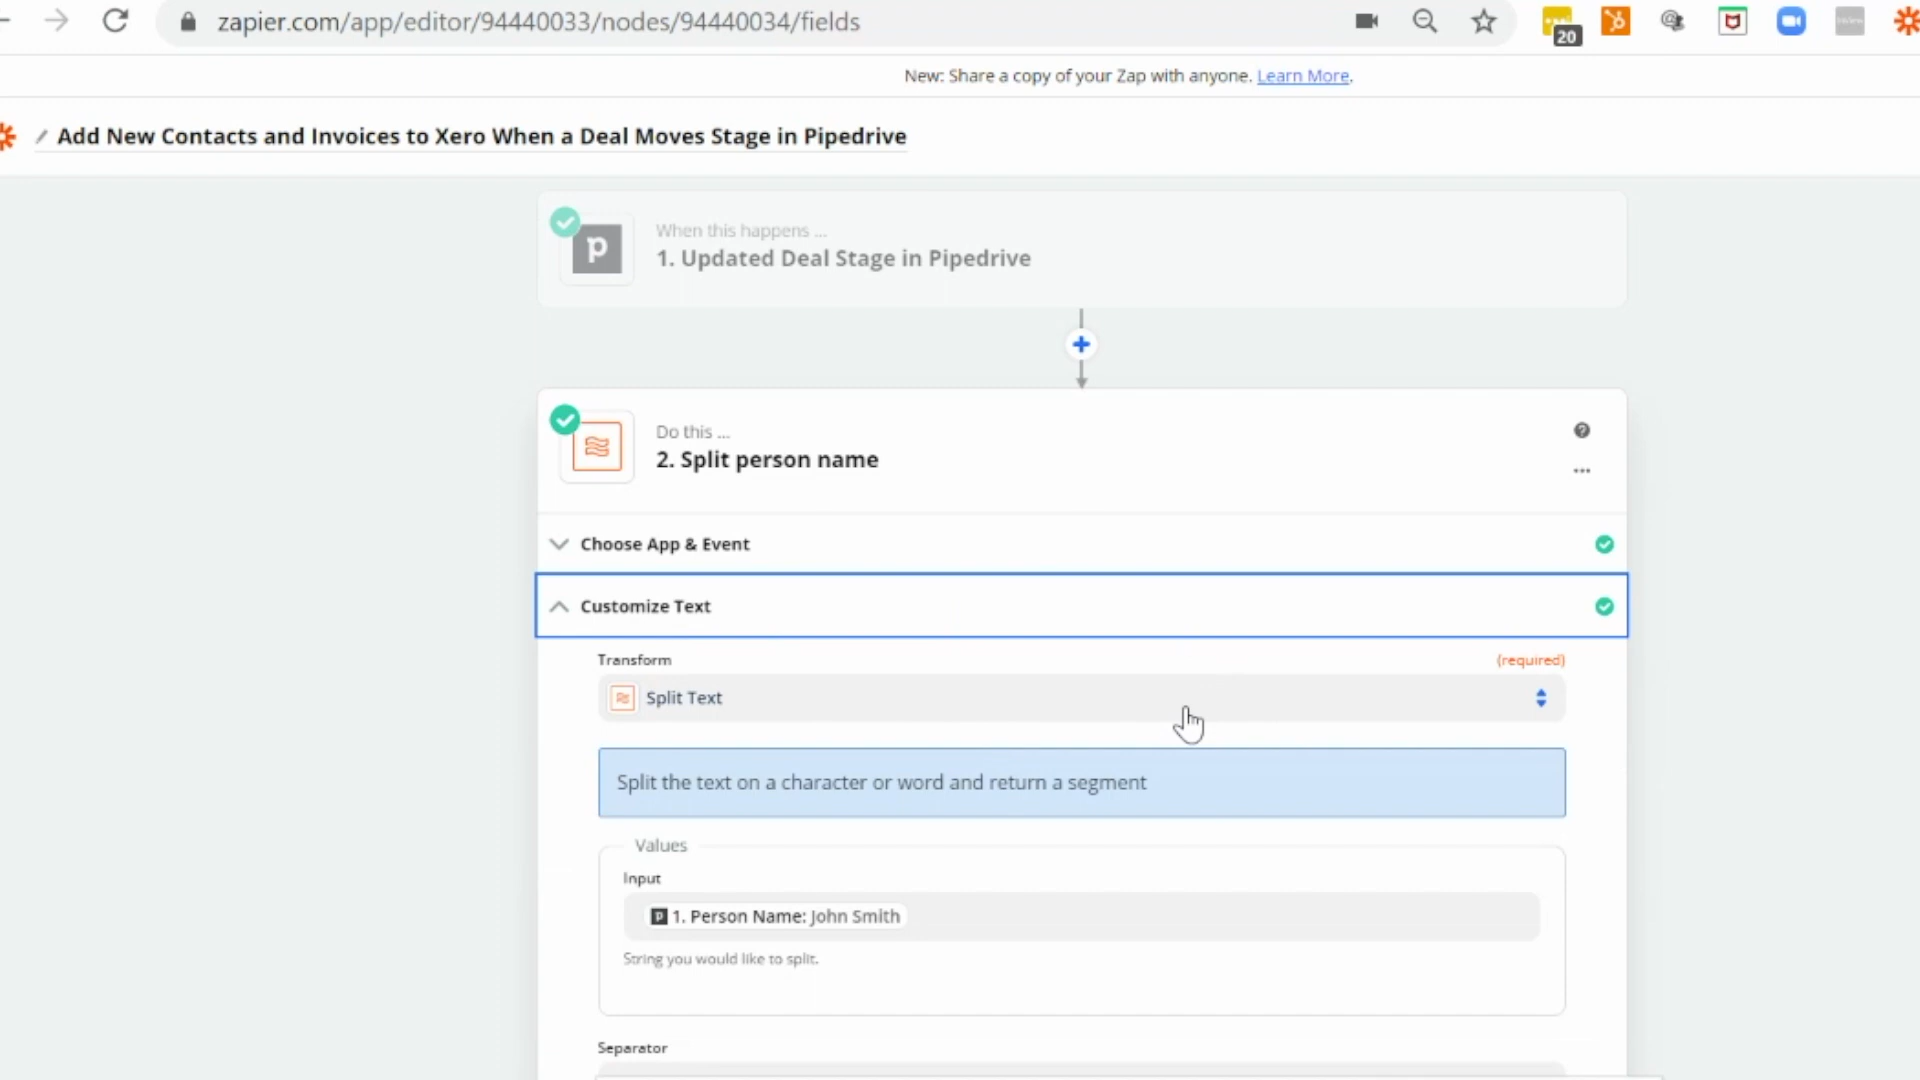 zapier.com/app/editor/94440033/nodes/94440034/fields
20
New: Share a copy of your Zap with anyone. Learn More.
Add New Contacts and Invoices to Xero When a Deal Moves Stage in Pipedrive
When this happens ...
1. Updated Deal Stage in Pipedrive
Do this ...
2. Split person name
Choose App & Event
Customize Text
Transform
(required)
Split Text
Split the text on a character or word and return a segment
Values
Input
1. Person Name: John Smith
String you would like to split.
Separator